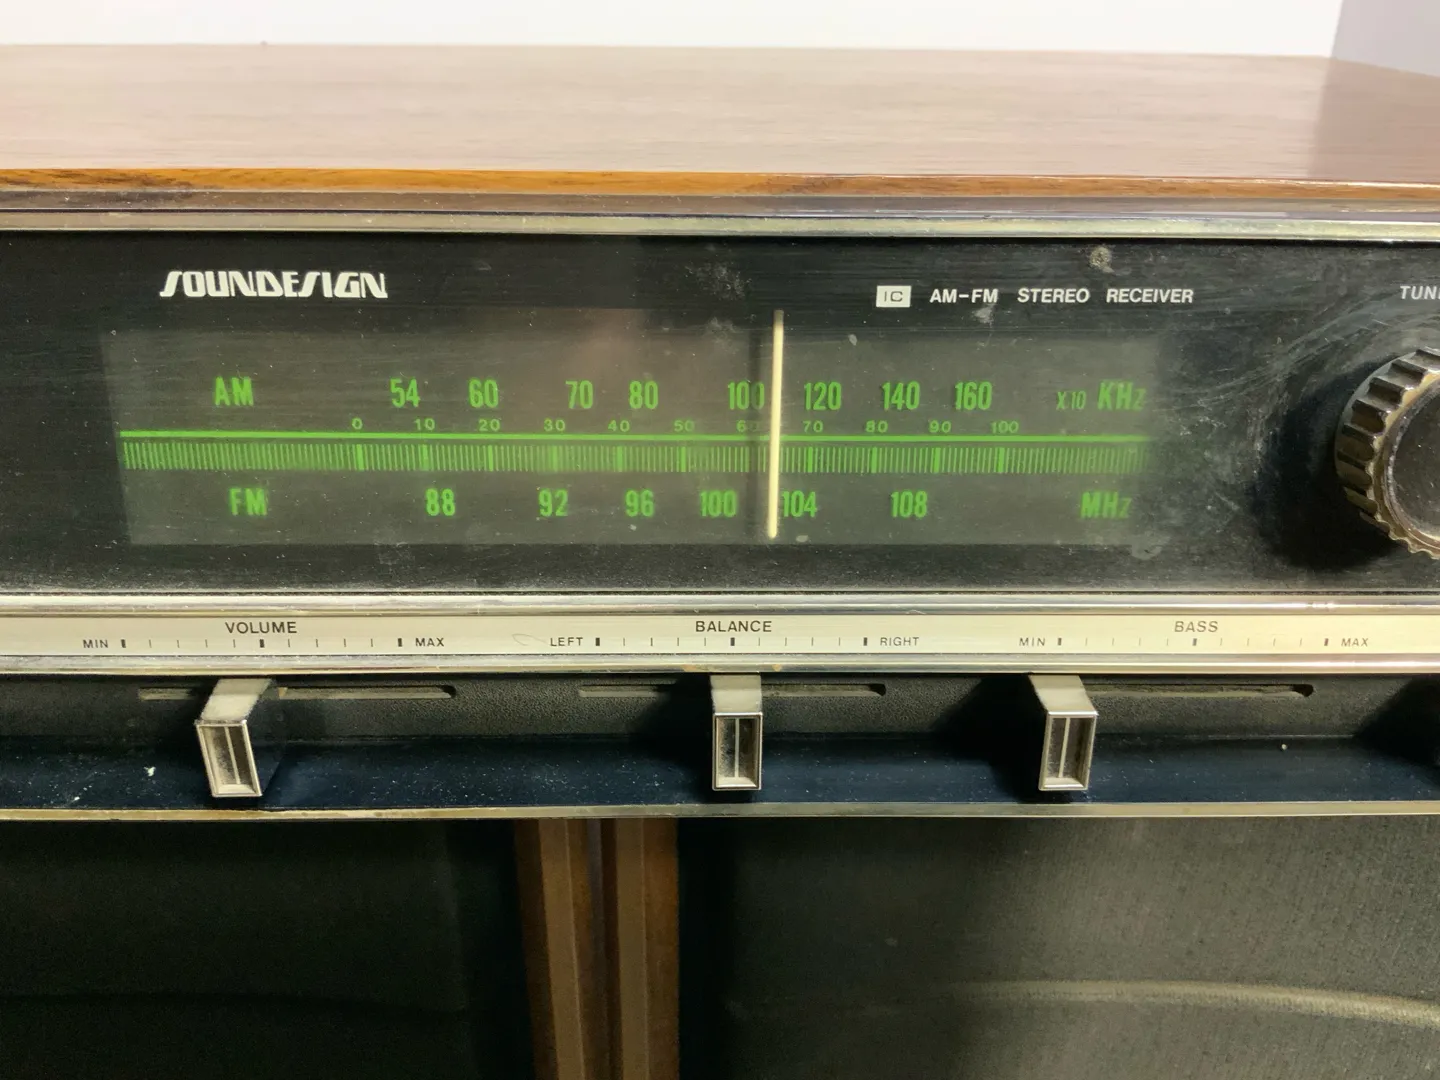 SOUNDESIGN
IC AM-FM STEREO RECEIVER
AM 54 60 70 80 100 120 140 160 X10 KHz
0 10 20 30 40 50 60 70 80 90 100
FM 88 92 96 100 104 108 MHz
VOLUME BALANCE BASS
MIN MAX LEFT RIGHT MIN MAX